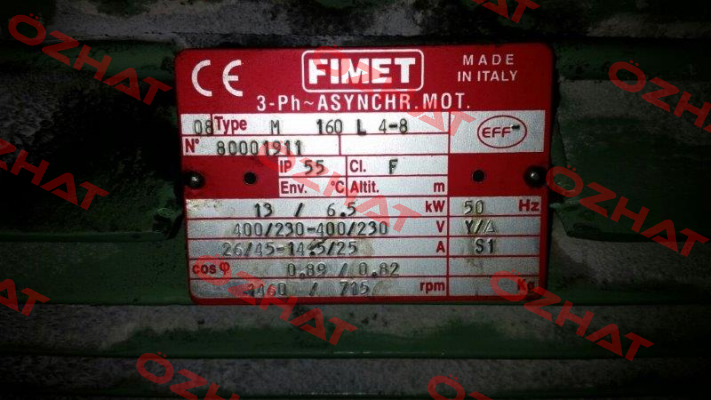 CE FIMET MADE IN ITALY
3-Ph~ASYNCHR.MOT.
08 Type M 160 L 4-8
EFF
N° 80001911
IP 55 Cl. F
Env. °C Altit. m
13 / 6.5 kW 50 Hz
400/230-400/230 V Y/Δ
26/45-14.5/25 A S1
cosφ 0.89 / 0.82
1460 / 715 rpm Kg
OZHAT
OZHAT
OZHAT
OZHAT
OZHAT
OZHAT
OZHAT
OZHAT
OZHAT